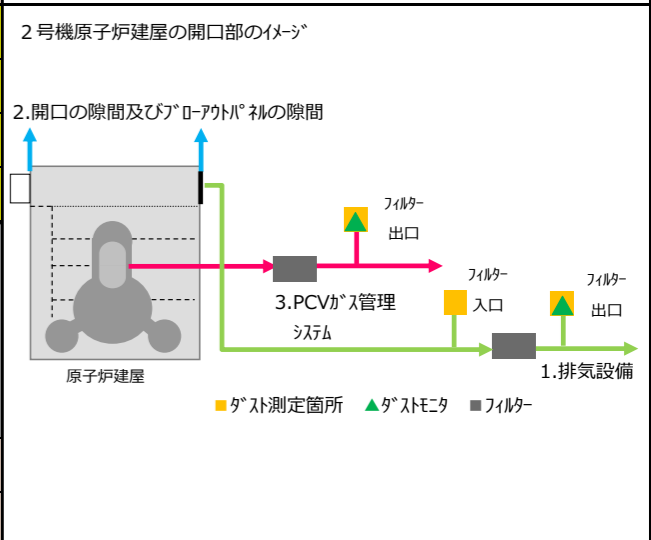 ２号機原子炉建屋の開口部のｲﾒｰｼﾞ
2.開口の隙間及びﾌﾞﾛｰｱｳﾄﾊﾟﾈﾙの隙間
ﾌｨﾙﾀｰ
出口
3.PCVｶﾞｽ管理
ｼｽﾃﾑ
ﾌｨﾙﾀｰ
入口
ﾌｨﾙﾀｰ
出口
1.排気設備
原子炉建屋
■ﾀﾞｽﾄ測定箇所 ▲ﾀﾞｽﾄﾓﾆﾀ ■ﾌｨﾙﾀｰ